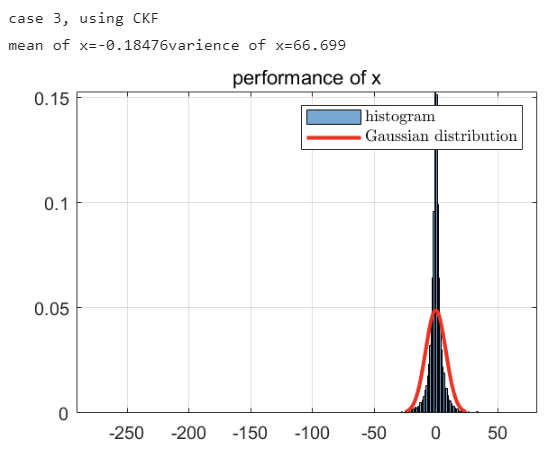 case 3, using CKF
mean of x=-0.18476varience of x=66.699
performance of x
histogram
Gaussian distribution
0.15
0.1
0.05
0
-250 -200 -150 -100 -50 0 50